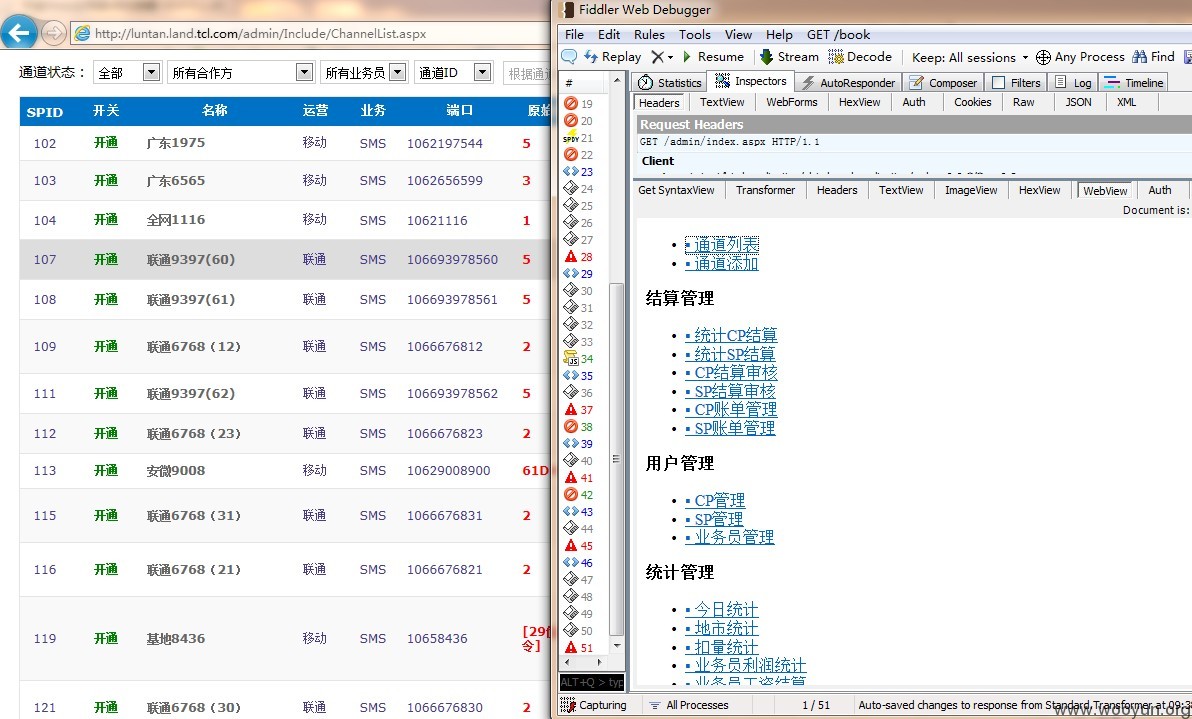 http://luntan.land.tcl.com/admin/Include/ChannelList.aspx
通道状态： 全部 所有合作方 所有业务员 通道ID 根据通
SPID 开关 名称 运营 业务 端口 原始
102 开通 广东1975 移动 SMS 1062197544 5
103 开通 广东6565 移动 SMS 1062656599 3
104 开通 全网1116 移动 SMS 10621116 1
107 开通 联通9397(60) 联通 SMS 106693978560 5
108 开通 联通9397(61) 联通 SMS 106693978561 5
109 开通 联通6768（12） 联通 SMS 1066676812 2
111 开通 联通9397(62) 联通 SMS 106693978562 5
112 开通 联通6768（23） 联通 SMS 1066676823 2
113 开通 安微9008 移动 SMS 10629008900 61D
115 开通 联通6768（31） 联通 SMS 1066676831 2
116 开通 联通6768（21） 联通 SMS 1066676821 2
119 开通 基地8436 移动 SMS 10658436 [29
令]
121 开通 联通6768（30） 联通 SMS 1066676830 2
Fiddler Web Debugger
File Edit Rules Tools View Help GET /book
Replay Resume Stream Decode Keep: All sessions Any Process Find
#
19
20
21
22
23
24
25
26
27
28
29
30
31
32
33
34
35
36
37
38
39
40
41
42
43
44
45
46
47
48
49
50
51
ALT+Q > typ
Statistics Inspectors AutoResponder Composer Filters Log Timeline
Headers TextView WebForms HexView Auth Cookies Raw JSON XML
Request Headers
GET /admin/index.aspx HTTP/1.1
Client
Get SyntaxView Transformer Headers TextView ImageView HexView WebView Auth
Document is:
通道列表
通道添加
结算管理
统计CP结算
统计SP结算
CP结算审核
SP结算审核
CP账单管理
SP账单管理
用户管理
CP管理
SP管理
业务员管理
统计管理
今日统计
地市统计
扣量统计
业务员利润统计
业务员工资结算
Capturing All Processes 1 / 51 Auto-saved changes to response from Standard.Transformer at 09:3
www.wooyun.org